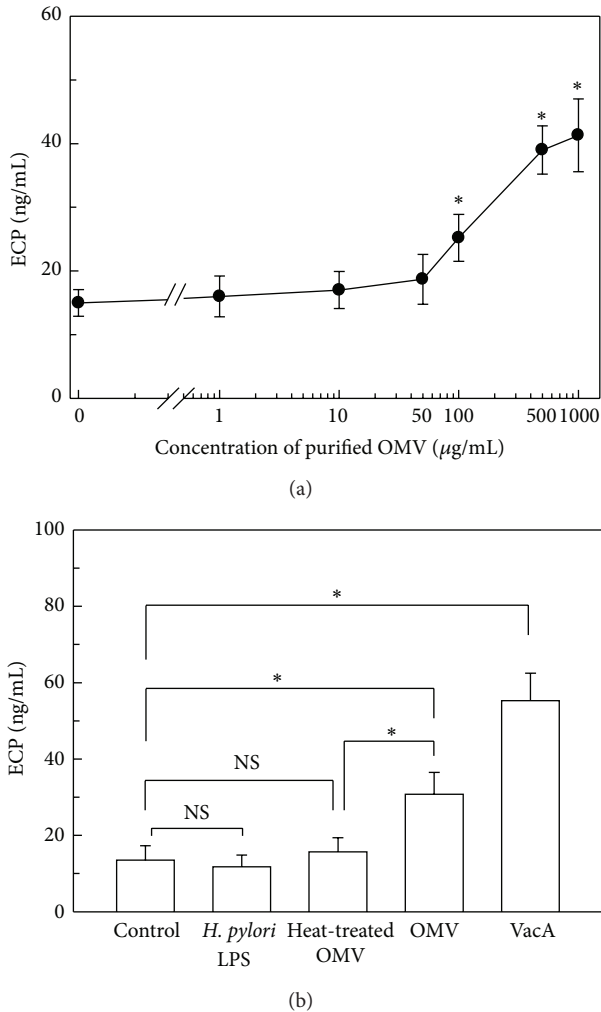 60
40
20
0
ECP (ng/mL)
*
*
*
0
1
10
50
100
500
1000
Concentration of purified OMV (μg/mL)
(a)
100
80
60
40
20
0
ECP (ng/mL)
*
*
*
NS
NS
Control
H. pylori
LPS
Heat-treated
OMV
OMV
VacA
(b)